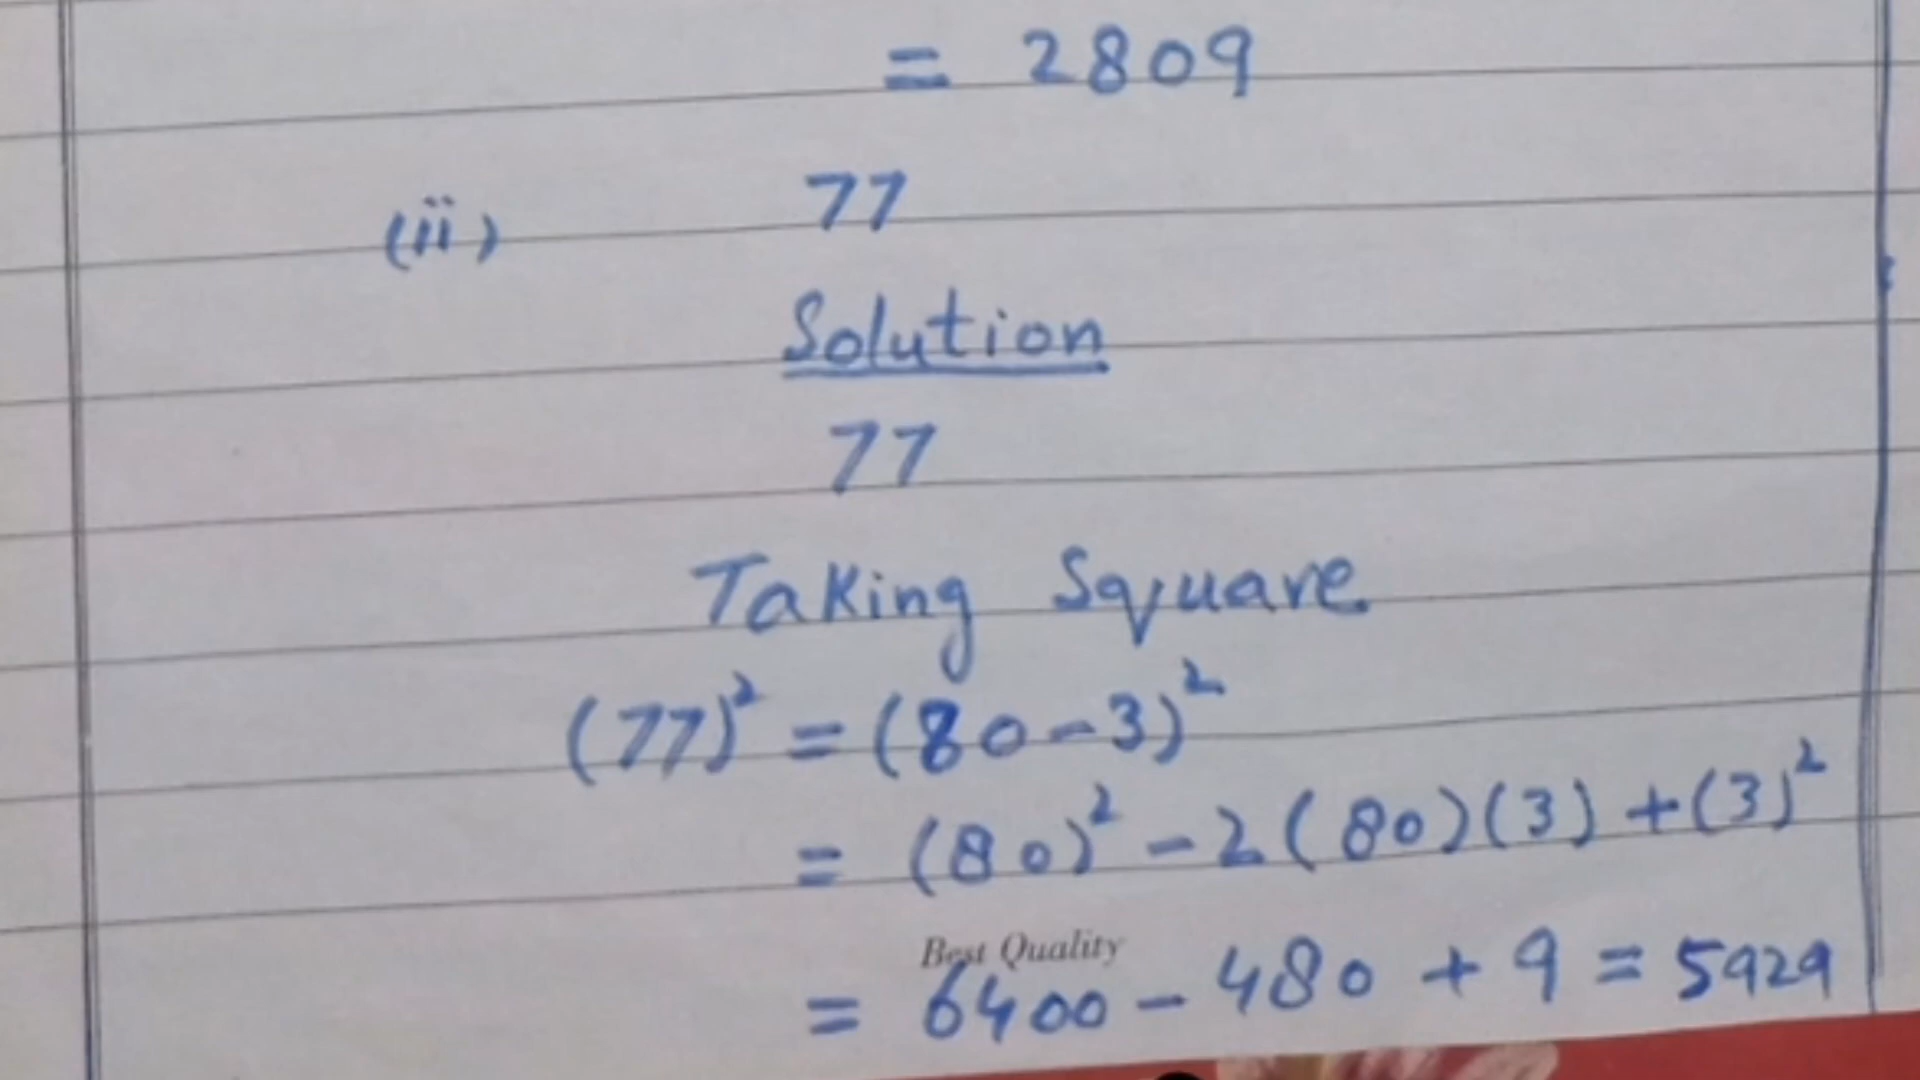 = 2809
(ii) 77
Solution
77
Taking Square
(77)² = (80-3)²
= (80)² - 2(80)(3) + (3)²
Best Quality
= 6400 - 480 + 9 = 5929